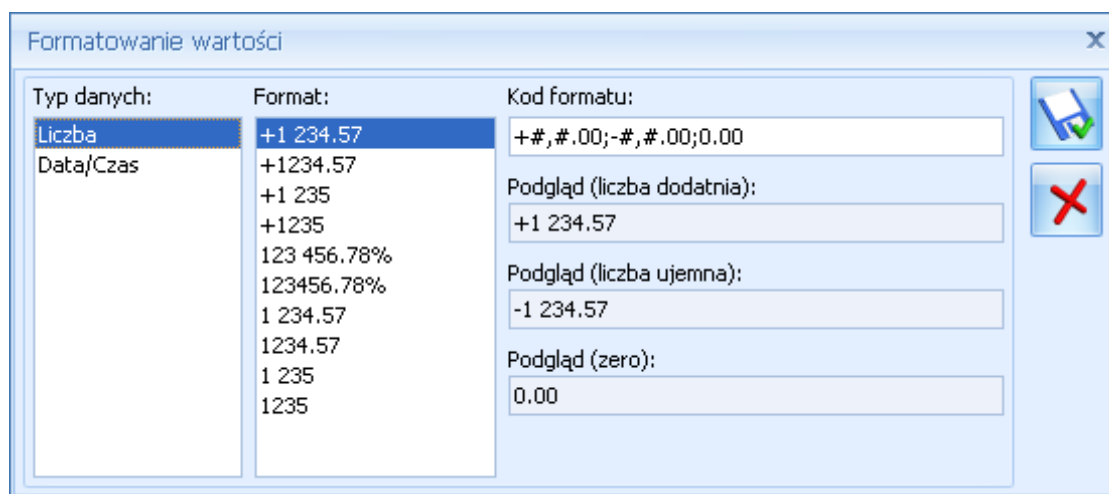 Formatowanie wartości
Typ danych:
Liczba
Data/Czas
Format:
+1 234.57
+1234.57
+1 235
+1235
123 456.78%
123456.78%
1 234.57
1234.57
1 235
1235
Kod formatu:
+#,#.00;-#,#.00;0.00
Podgląd (liczba dodatnia):
+1 234.57
Podgląd (liczba ujemna):
-1 234.57
Podgląd (zero):
0.00